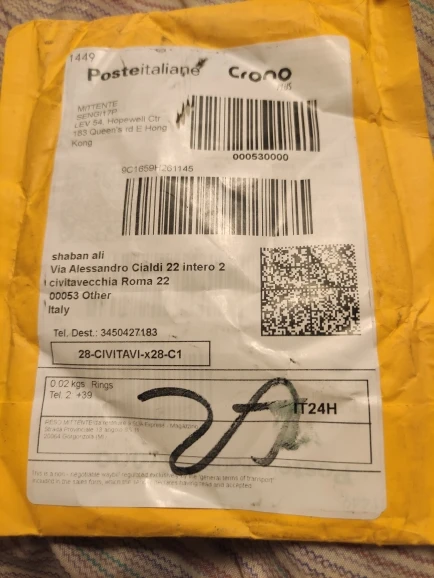 1449
Posteitaliane crono
PLUS
MITTENTE
LEV 54, Hopewell Ctr
183 Queen's rd E Hong
Kong
000530000
shaban ali
Via Alessandro Cialdi 22 intero 2
civitavecchia Roma 22
00053 Other
Italy
Tel. Dest.: 3450427183
28-CIVITAVI-x28-C1
0.02 kgs Rings
Tel. 2 +39
IT24H